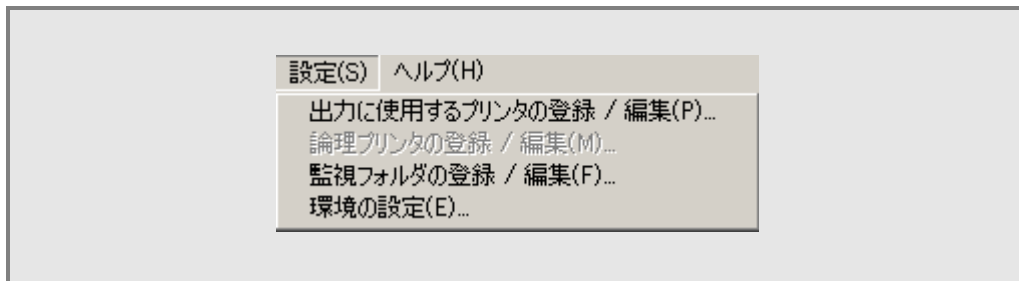 設定(S) ヘルプ(H)
出力に使用するプリンタの登録 / 編集(P)...
論理プリンタの登録 / 編集(M)...
監視フォルダの登録 / 編集(F)...
環境の設定(E)...